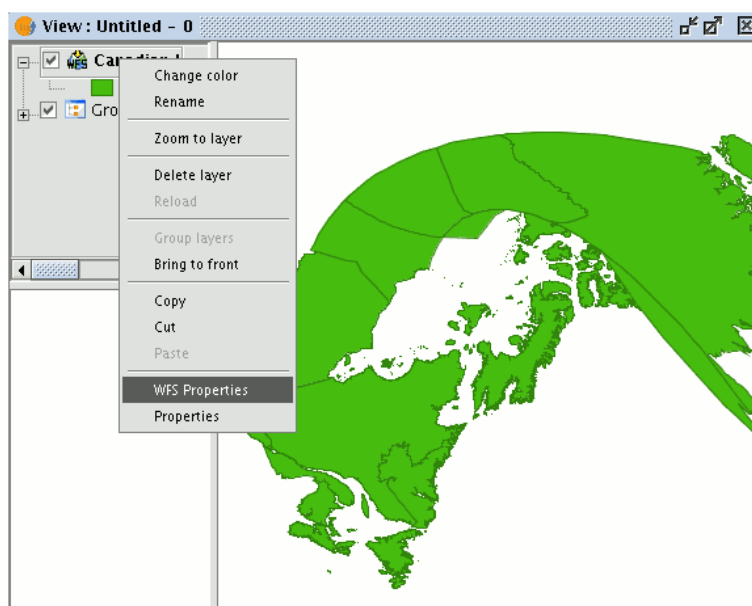 View : Untitled - 0
WFS
Change color
Rename
Zoom to layer
Delete layer
Reload
Group layers
Bring to front
Copy
Cut
Paste
WFS Properties
Properties